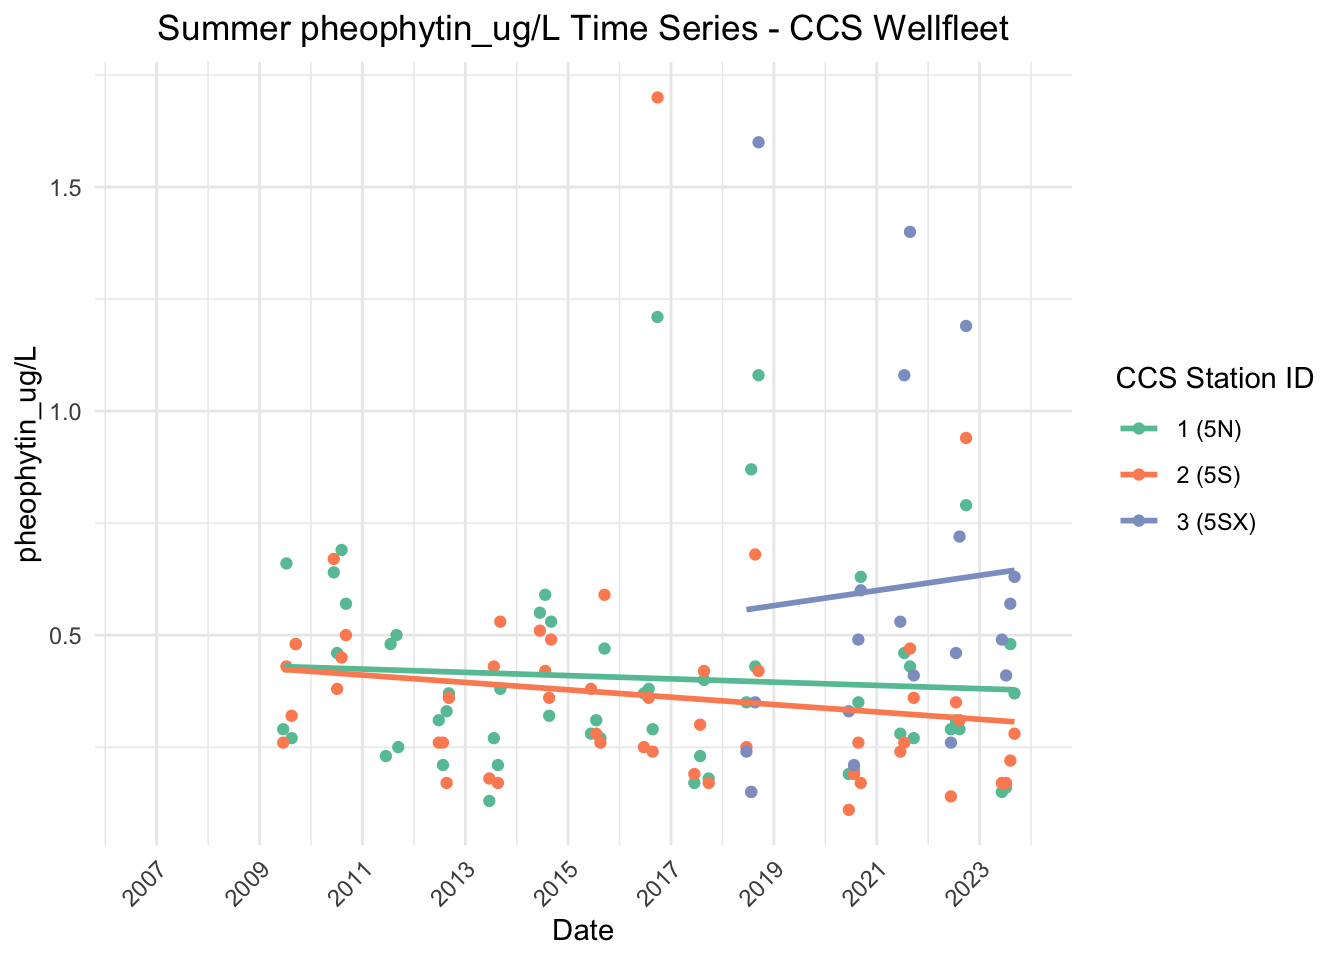 Summer pheophytin_ug/L Time Series - CCS Wellfleet
pheophytin_ug/L
1.5
1.0
0.5
2007
2009
2011
2013
2015
2017
2019
2021
2023
Date
CCS Station ID
1 (5N)
2 (5S)
3 (5SX)